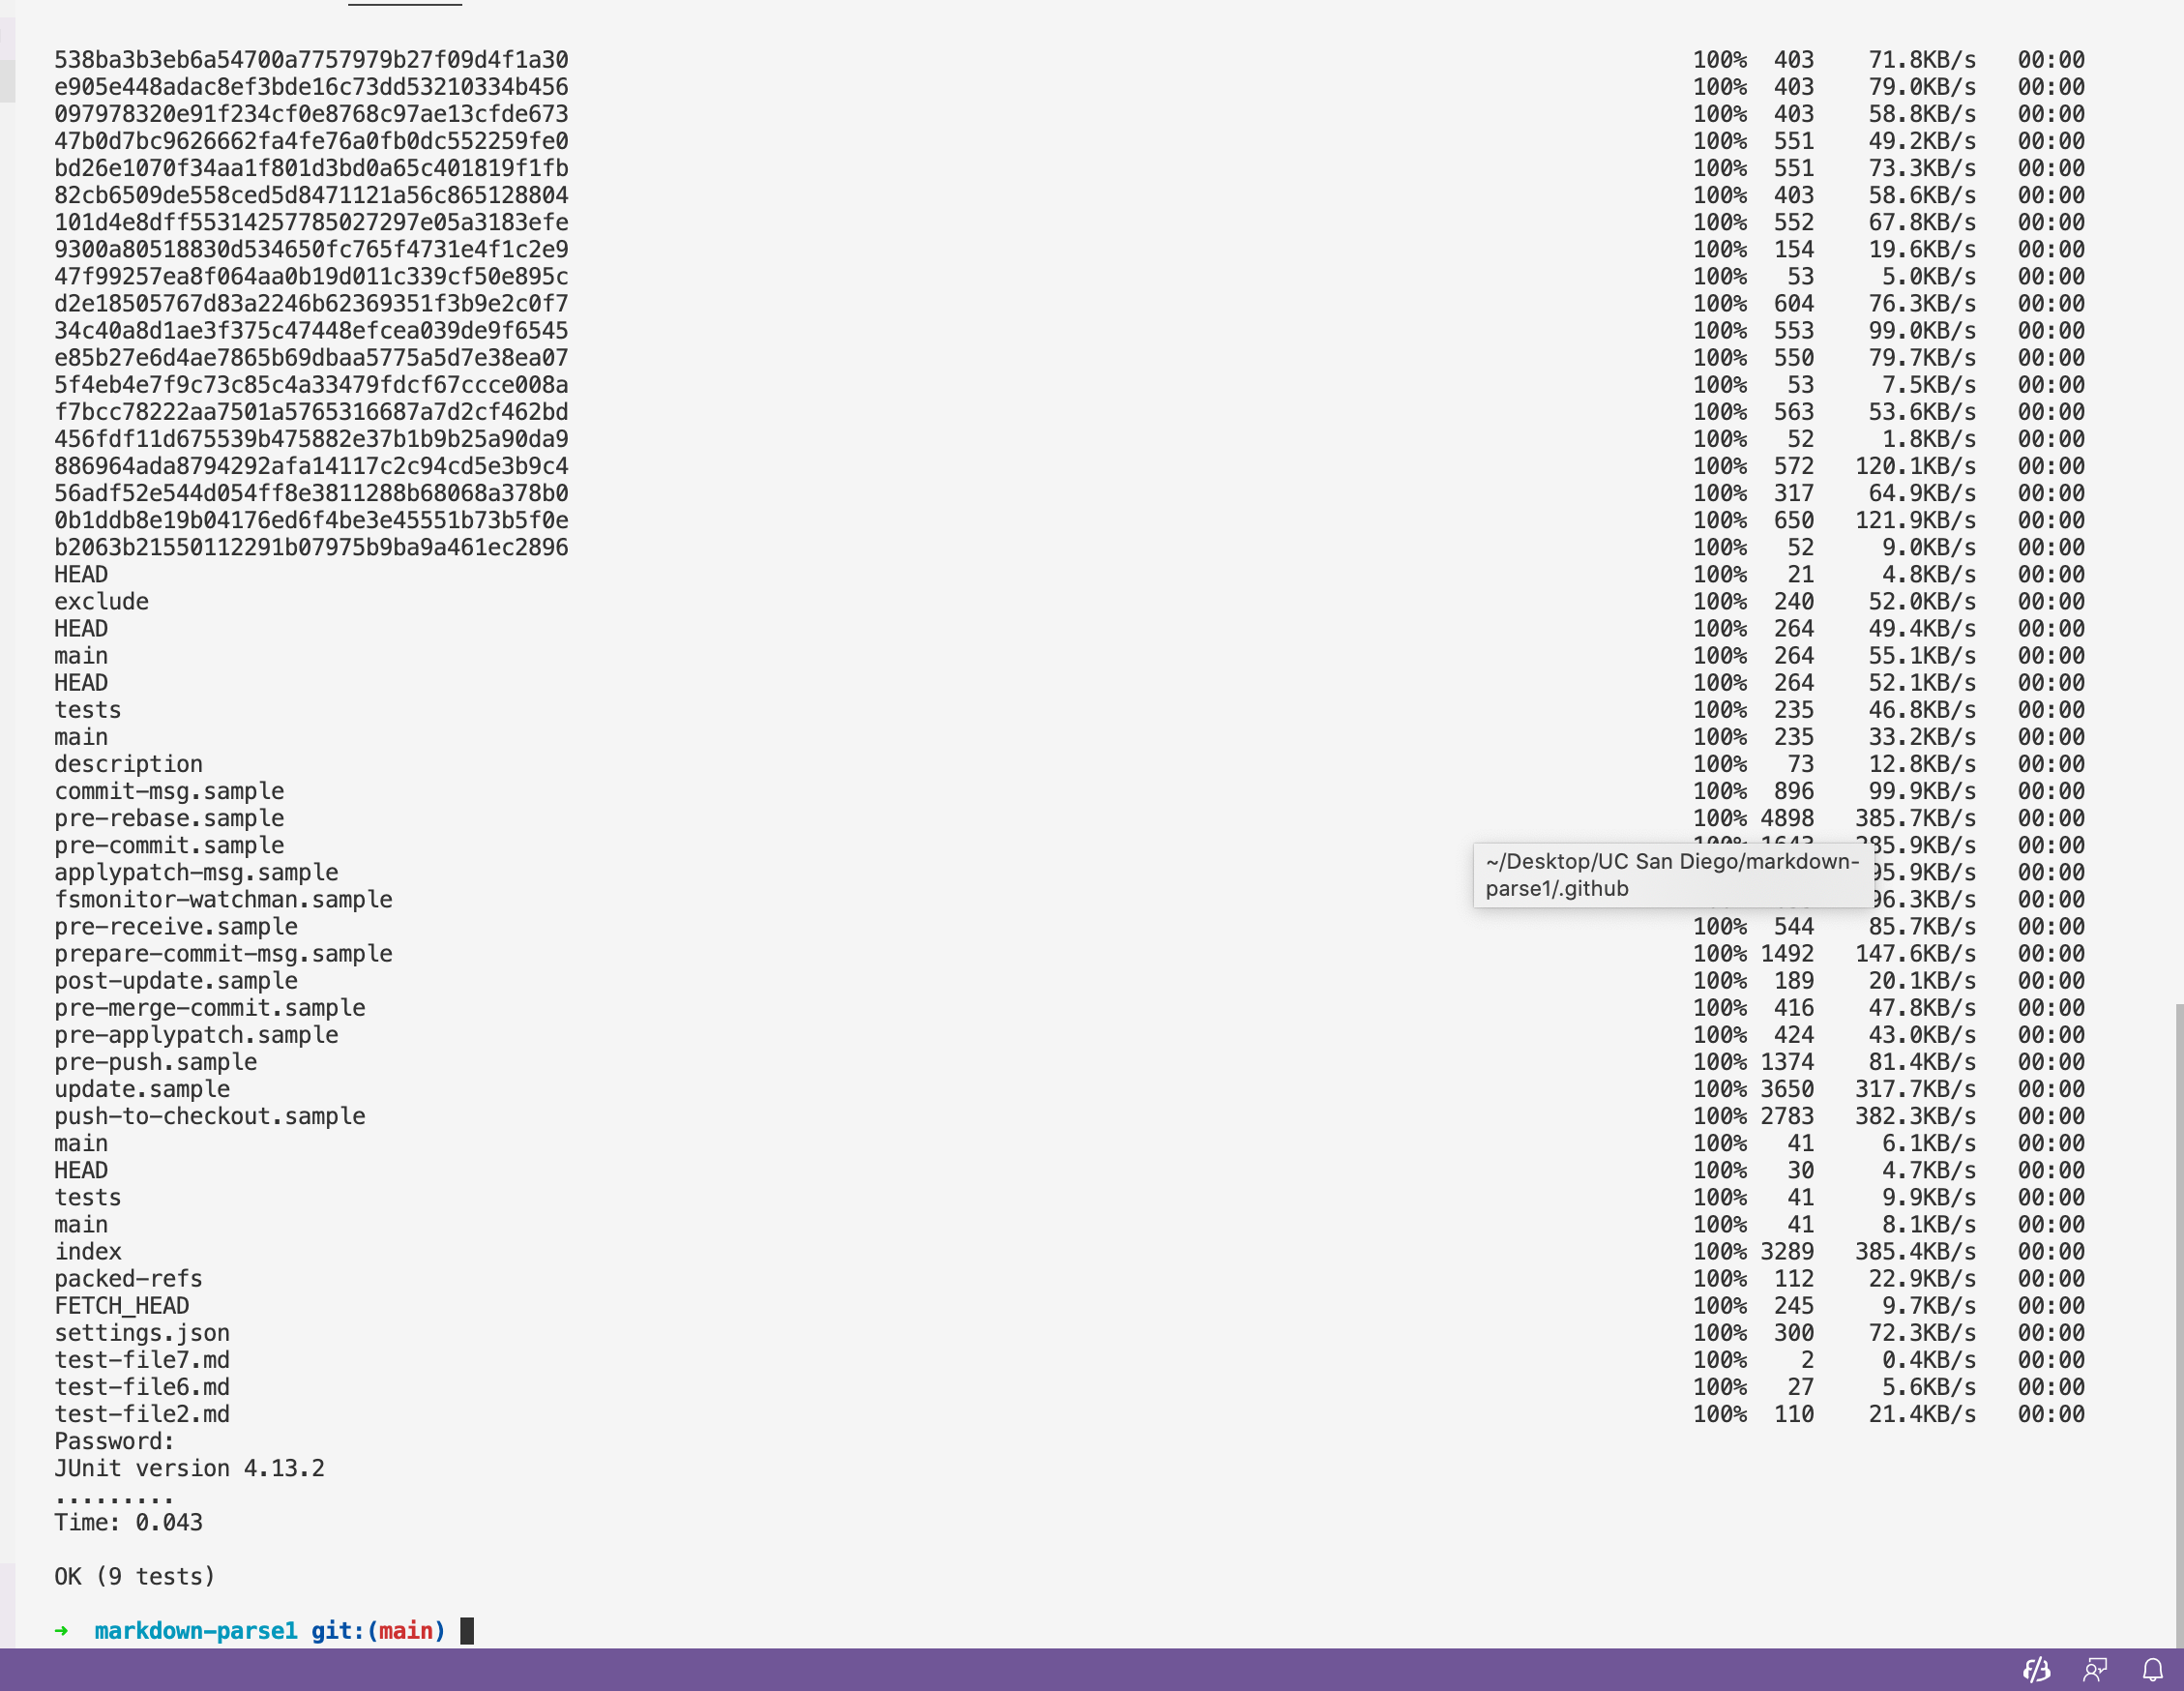 538ba3b3eb6a54700a7757979b27f09d4f1a30 100% 403 71.8KB/s 00:00
e905e448adac8ef3bde16c73dd53210334b456 100% 403 79.0KB/s 00:00
097978320e91f234cf0e8768c97ae13cfde673 100% 403 58.8KB/s 00:00
47b0d7bc9626662fa4fe76a0fb0dc552259fe0 100% 551 49.2KB/s 00:00
bd26e1070f34aa1f801d3bd0a65c401819f1fb 100% 551 73.3KB/s 00:00
82cb6509de558ced5d8471121a56c865128804 100% 403 58.6KB/s 00:00
101d4e8dff55314257785027297e05a3183efe 100% 552 67.8KB/s 00:00
9300a80518830d534650fc765f4731e4f1c2e9 100% 154 19.6KB/s 00:00
47f99257ea8f064aa0b19d011c339cf50e895c 100% 53 5.0KB/s 00:00
d2e18505767d83a2246b62369351f3b9e2c0f7 100% 604 76.3KB/s 00:00
34c40a8d1ae3f375c47448efcea039de9f6545 100% 553 99.0KB/s 00:00
e85b27e6d4ae7865b69dbaa5775a5d7e38ea07 100% 550 79.7KB/s 00:00
5f4eb4e7f9c73c85c4a33479fdcf67ccce008a 100% 53 7.5KB/s 00:00
f7bcc78222aa7501a5765316687a7d2cf462bd 100% 563 53.6KB/s 00:00
456fdf11d675539b475882e37b1b9b25a90da9 100% 52 1.8KB/s 00:00
886964ada8794292afa14117c2c94cd5e3b9c4 100% 572 120.1KB/s 00:00
56adf52e544d054ff8e3811288b68068a378b0 100% 317 64.9KB/s 00:00
0b1ddb8e19b04176ed6f4be3e45551b73b5f0e 100% 650 121.9KB/s 00:00
b2063b21550112291b07975b9ba9a461ec2896 100% 52 9.0KB/s 00:00
HEAD 100% 21 4.8KB/s 00:00
exclude 100% 240 52.0KB/s 00:00
HEAD 100% 264 49.4KB/s 00:00
main 100% 264 55.1KB/s 00:00
HEAD 100% 264 52.1KB/s 00:00
tests 100% 235 46.8KB/s 00:00
main 100% 235 33.2KB/s 00:00
description 100% 73 12.8KB/s 00:00
commit-msg.sample 100% 896 99.9KB/s 00:00
pre-rebase.sample 100% 4898 385.7KB/s 00:00
pre-commit.sample 00:00
~/Desktop/UC San Diego/markdown-
applypatch-msg.sample 00:00
parse1/.github
fsmonitor-watchman.sample 00:00
pre-receive.sample 100% 544 85.7KB/s 00:00
prepare-commit-msg.sample 100% 1492 147.6KB/s 00:00
post-update.sample 100% 189 20.1KB/s 00:00
pre-merge-commit.sample 100% 416 47.8KB/s 00:00
pre-applypatch.sample 100% 424 43.0KB/s 00:00
pre-push.sample 100% 1374 81.4KB/s 00:00
update.sample 100% 3650 317.7KB/s 00:00
push-to-checkout.sample 100% 2783 382.3KB/s 00:00
main 100% 41 6.1KB/s 00:00
HEAD 100% 30 4.7KB/s 00:00
tests 100% 41 9.9KB/s 00:00
main 100% 41 8.1KB/s 00:00
index 100% 3289 385.4KB/s 00:00
packed-refs 100% 112 22.9KB/s 00:00
FETCH_HEAD 100% 245 9.7KB/s 00:00
settings.json 100% 300 72.3KB/s 00:00
test-file7.md 100% 2 0.4KB/s 00:00
test-file6.md 100% 27 5.6KB/s 00:00
test-file2.md 100% 110 21.4KB/s 00:00
Password:
JUnit version 4.13.2
.........
Time: 0.043
OK (9 tests)
➜ markdown-parse1 git:(main)